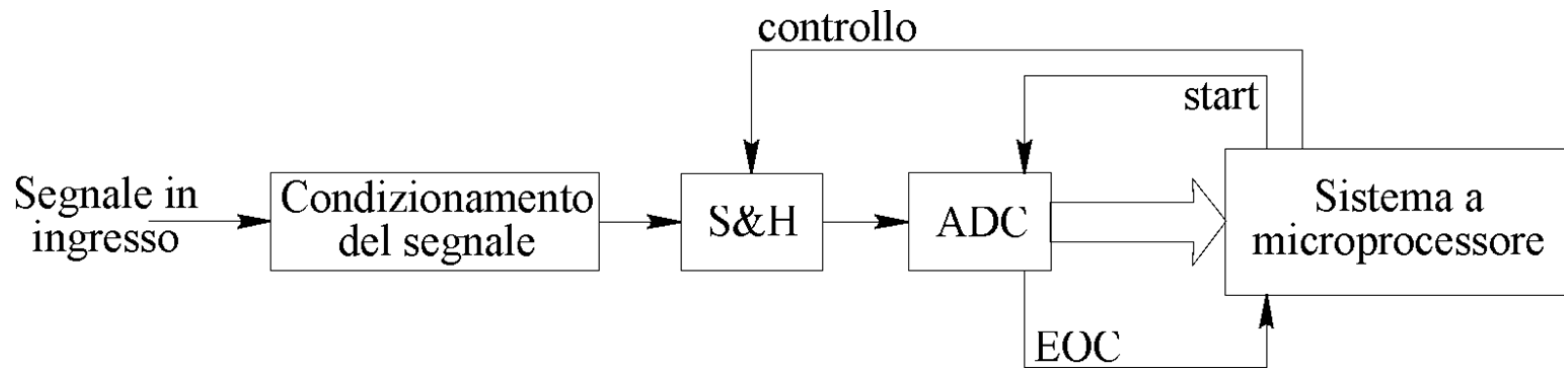 controllo
start
Segnale in
ingresso
Condizionamento
del segnale
S&H
ADC
Sistema a
microprocessore
EOC